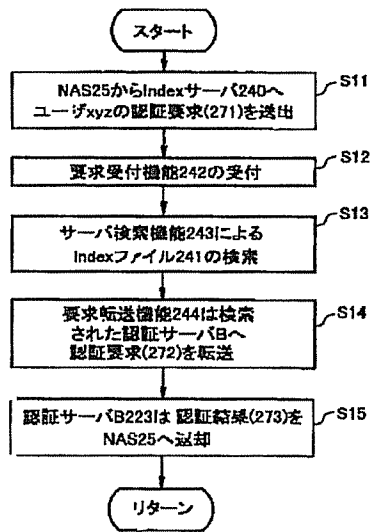 スタート
S11
NAS25からIndexサーバ240へ
ユーザxyzの認証要求(271)を送出
S12
要求受付機能242の受付
S13
サーバ検索機能243による
Indexファイル241の検索
S14
要求転送機能244は検索
された認証サーバBへ
認証要求(272)を転送
S15
認証サーバB223は 認証結果(273)を
NAS25へ返却
リターン